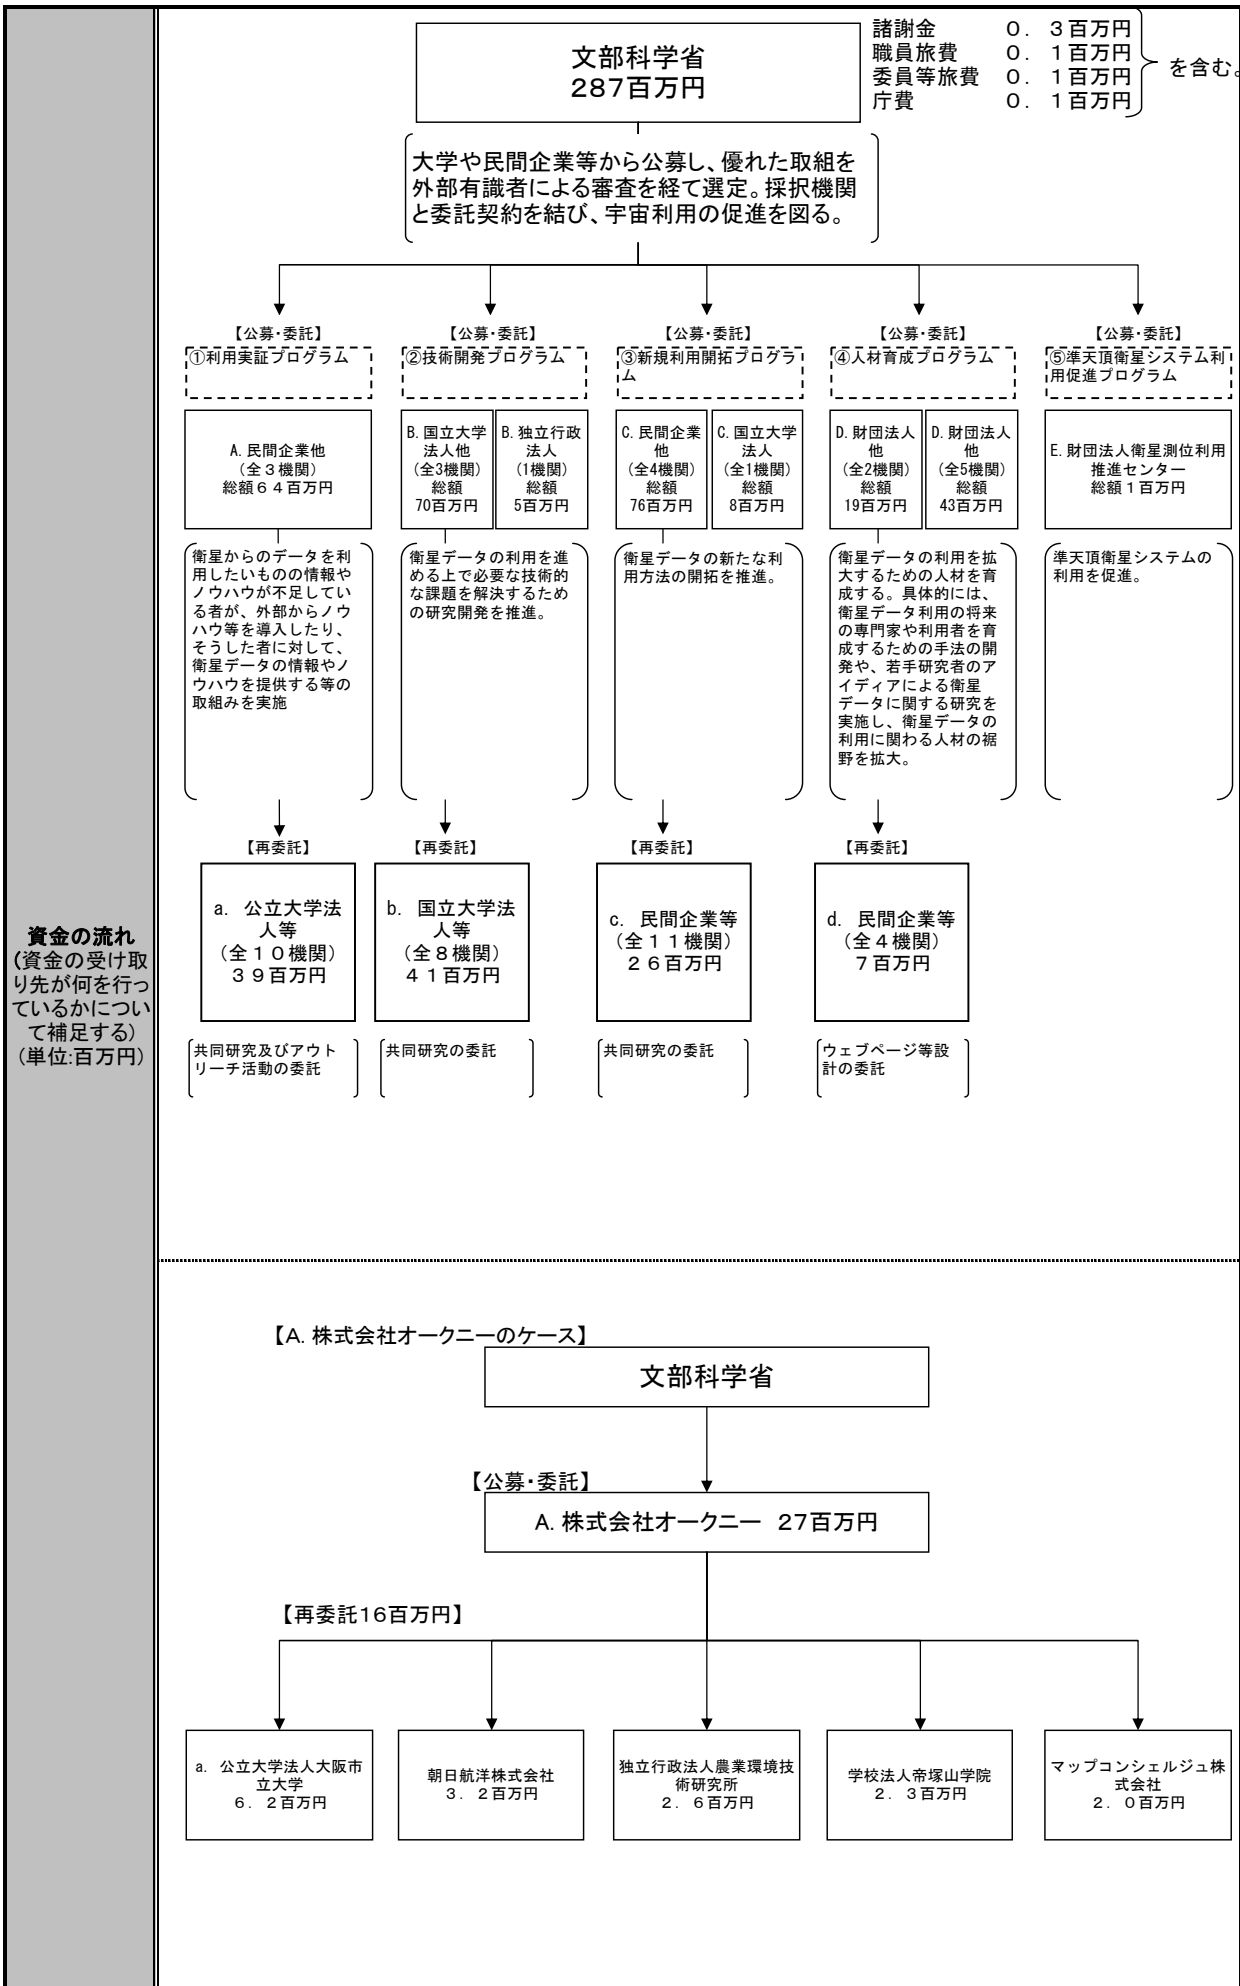 資金の流れ
(資金の受け取
り先が何を行っ
ているかについ
て補足する)
(単位:百万円)
文部科学省
287百万円
諸謝金 ０．３百万円
職員旅費 ０．１百万円
委員等旅費 ０．１百万円
庁費 ０．１百万円
を含む。
大学や民間企業等から公募し、優れた取組を
外部有識者による審査を経て選定。採択機関
と委託契約を結び、宇宙利用の促進を図る。
【公募・委託】
①利用実証プログラム
A.民間企業他
(全３機関)
総額６４百万円
衛星からのデータを利
用したいものの情報や
ノウハウが不足してい
る者が、外部からノウ
ハウ等を導入したり、
そうした者に対して、
衛星データの情報やノ
ウハウを提供する等の
取組みを実施
【再委託】
a. 公立大学法
人等
(全１０機関)
３９百万円
共同研究及びアウト
リーチ活動の委託
【公募・委託】
②技術開発プログラム
B.国立大学
法人他
(全3機関)
総額
70百万円
B.独立行政
法人
(1機関)
総額
5百万円
衛星データの利用を進
める上で必要な技術的
な課題を解決するため
の研究開発を推進。
【再委託】
b. 国立大学法
人等
(全８機関)
４１百万円
共同研究の委託
【公募・委託】
③新規利用開拓プログラ
ム
C.民間企業
他
(全4機関)
総額
76百万円
C.国立大学
法人
(全1機関)
総額
8百万円
衛星データの新たな利
用方法の開拓を推進。
【再委託】
c. 民間企業等
(全１１機関)
２６百万円
共同研究の委託
【公募・委託】
④人材育成プログラム
D.財団法人
他
(全2機関)
総額
19百万円
D.財団法人
他
(全5機関)
総額
43百万円
衛星データの利用を拡
大するための人材を育
成する。具体的には、
衛星データ利用の将来
の専門家や利用者を育
成するための手法の開
発や、若手研究者のア
イディアによる衛星
データに関する研究を
実施し、衛星データの
利用に関わる人材の裾
野を拡大。
【再委託】
d. 民間企業等
(全４機関)
７百万円
ウェブページ等設
計の委託
【公募・委託】
⑤準天頂衛星システム利
用促進プログラム
E.財団法人衛星測位利用
推進センター
総額１百万円
準天頂衛星システムの
利用を促進。
【A.株式会社オークニーのケース】
文部科学省
【公募・委託】
A.株式会社オークニー 27百万円
【再委託16百万円】
a. 公立大学法人大阪市
立大学
６．２百万円
朝日航洋株式会社
３．２百万円
独立行政法人農業環境技
術研究所
２．６百万円
学校法人帝塚山学院
２．３百万円
マップコンシェルジュ株
式会社
２．０百万円